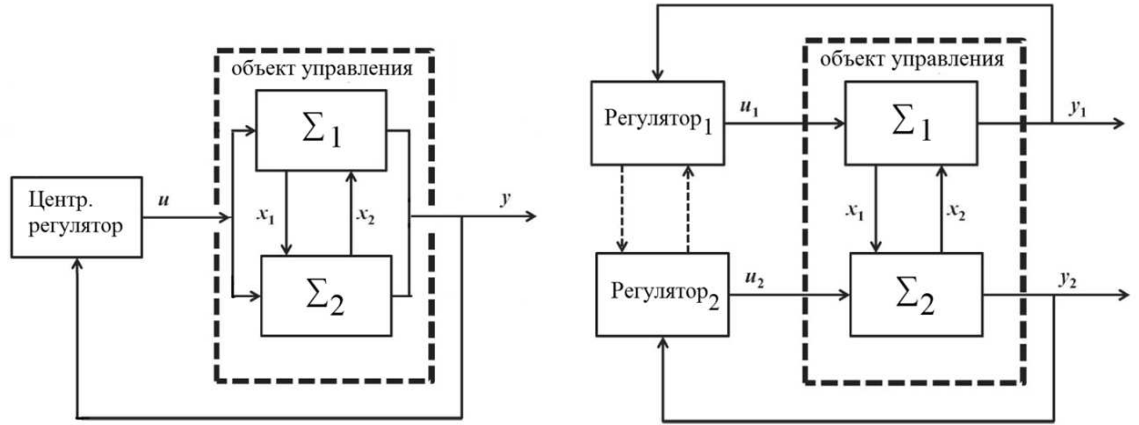 объект управления
Σ1
Центр.
регулятор
u
x1
x2
y
Σ2
объект управления
Регулятор1
u1
Σ1
y1
x1
x2
Регулятор2
u2
Σ2
y2